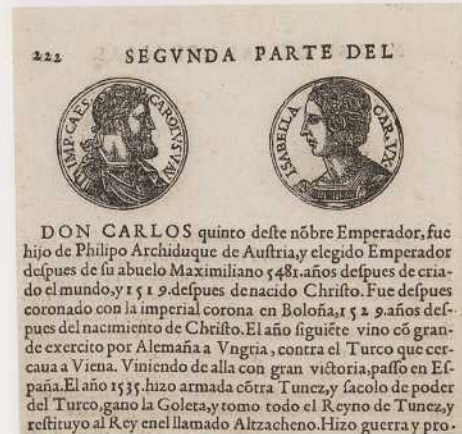 222 SEGVNDA PARTE DEL
IMP. CAES. CAROLVS V. AV
ISABELLA CAR. VX.
DON CARLOS quinto deſte nõbre Emperador, fue
hijo de Philipo Archiduque de Auſtria, y elegido Emperador
deſpues de ſu abuelo Maximiliano 5481. años deſpues de cria-
do el mundo, y 1519. deſpues de nacido Chriſto. Fue deſpues
coronado con la imperial corona en Boloña, 1529. años deſ-
pues del nacimiento de Chriſto. El año ſiguiẽte vino cõ gran-
de exercito por Alemaña a Vngria, contra el Turco que cer-
caua a Viena. Viniendo de alla con gran victoria, paſſo en Eſ-
paña. El año 1535. hizo armada cõtra Tunez, y ſacolo de poder
del Turco, gano la Goleta, y tomo todo el Reyno de Tunez, y
reſtituyo al Rey enel llamado Altzacheno. Hizo guerra y pro-